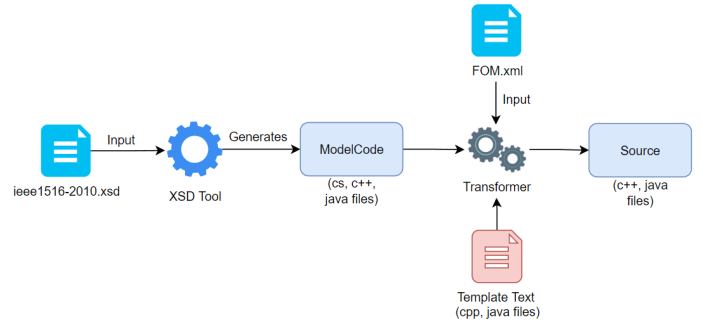 FOM.xml
Input
Input
Generates
ModelCode
Source
ieee1516-2010.xsd
XSD Tool
(cs, c++,
java files)
Transformer
(c++, java
files)
Template Text
(cpp, java files)